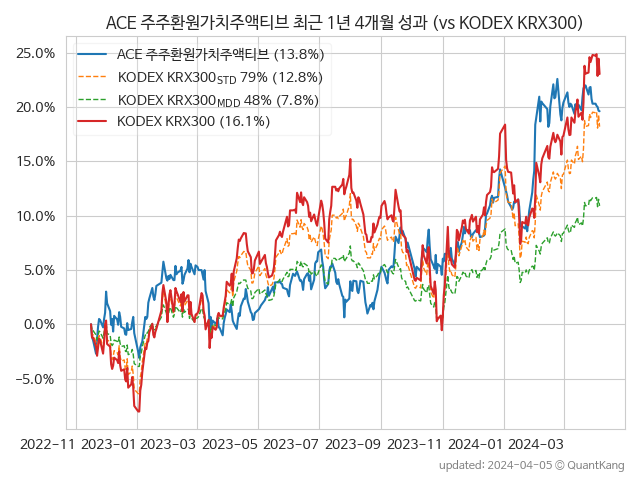 ACE 주주환원가치주액티브 최근 1년 4개월 성과 (vs KODEX KRX300)
ACE 주주환원가치주액티브 (13.8%)
KODEX KRX300STD 79% (12.8%)
KODEX KRX300MDD 48% (7.8%)
KODEX KRX300 (16.1%)
25.0%
20.0%
15.0%
10.0%
5.0%
0.0%
−5.0%
2022−11 2023−01 2023−03 2023−05 2023−07 2023−09 2023−11 2024−01 2024−03
updated: 2024−04−05 © QuantKang